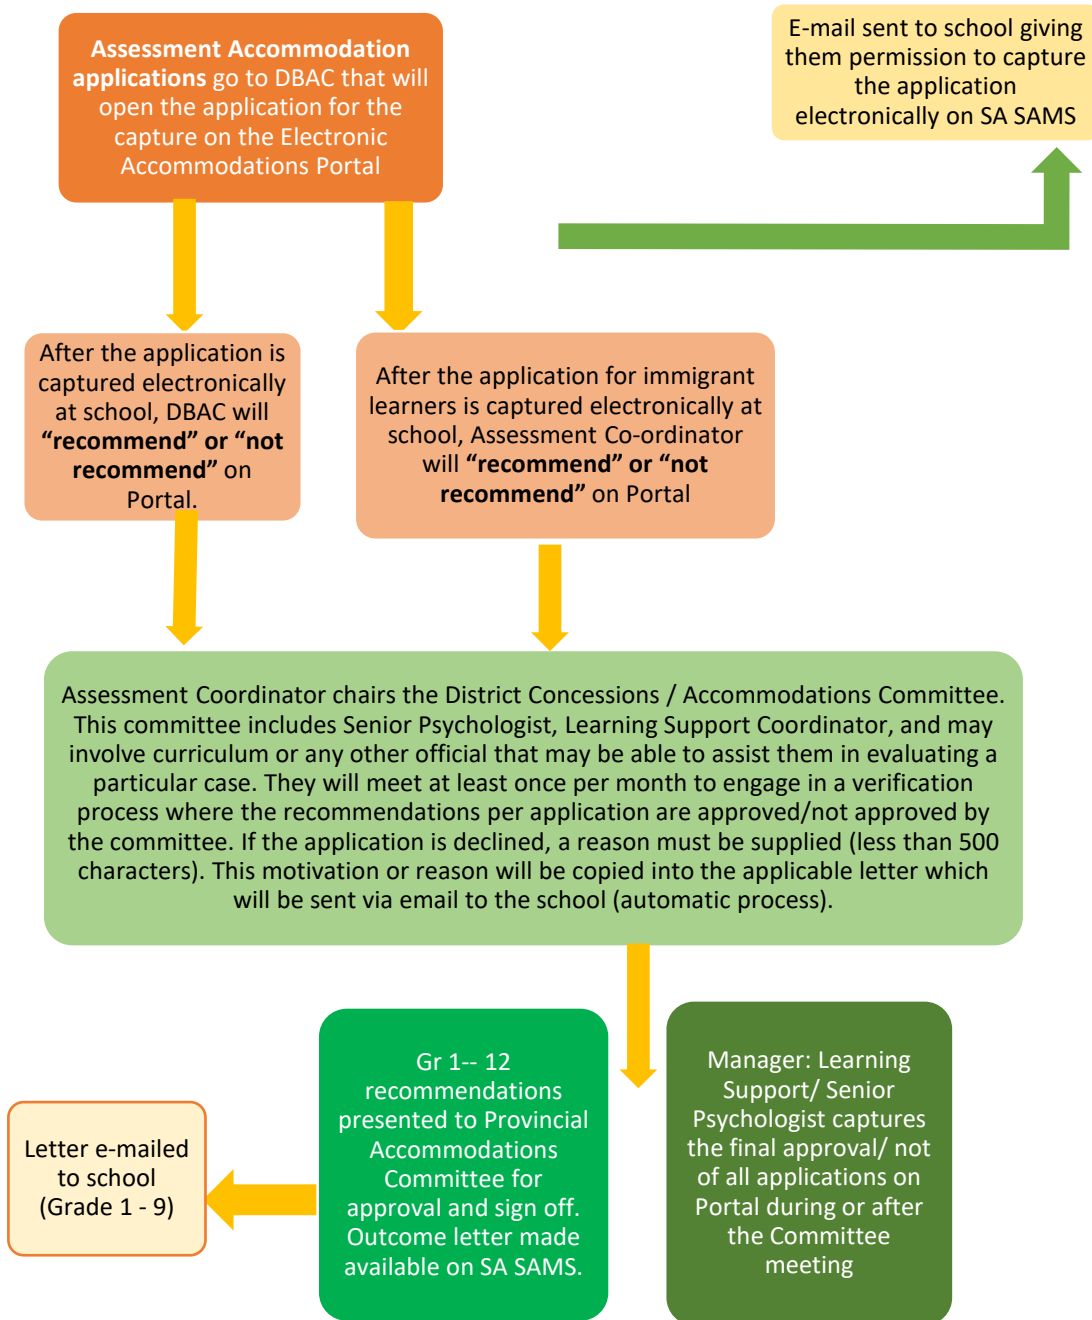 Assessment Accommodation
applications go to DBAC that will
open the application for the
capture on the Electronic
Accommodations Portal
E-mail sent to school giving
them permission to capture
the application
electronically on SA SAMS
After the application is
captured electronically
at school, DBAC will
“recommend” or “not
recommend” on
Portal.
After the application for immigrant
learners is captured electronically at
school, Assessment Co-ordinator
will “recommend” or “not
recommend” on Portal
Assessment Coordinator chairs the District Concessions / Accommodations Committee.
This committee includes Senior Psychologist, Learning Support Coordinator, and may
involve curriculum or any other official that may be able to assist them in evaluating a
particular case. They will meet at least once per month to engage in a verification
process where the recommendations per application are approved/not approved by
the committee. If the application is declined, a reason must be supplied (less than 500
characters). This motivation or reason will be copied into the applicable letter which
will be sent via email to the school (automatic process).
Letter e-mailed
to school
(Grade 1 - 9)
Gr 1-- 12
recommendations
presented to Provincial
Accommodations
Committee for
approval and sign off.
Outcome letter made
available on SA SAMS.
Manager: Learning
Support/ Senior
Psychologist captures
the final approval/ not
of all applications on
Portal during or after
the Committee
meeting